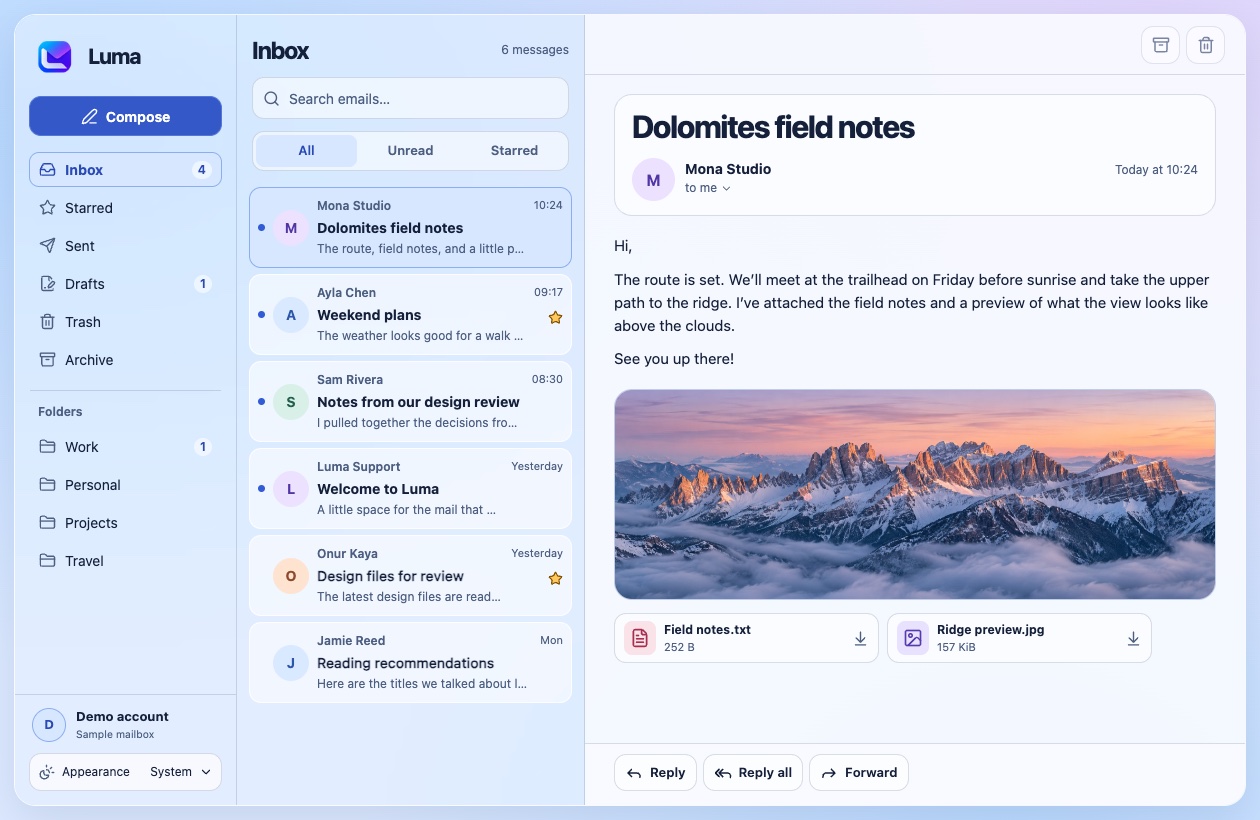 Luma
Compose
Inbox 4
Starred
Sent
Drafts 1
Trash
Archive
Folders
Work 1
Personal
Projects
Travel
D
Demo account
Sample mailbox
Appearance System
Inbox 6 messages
Search emails...
All Unread Starred
Mona Studio 10:24
M
Dolomites field notes
The route, field notes, and a little p...
Ayla Chen 09:17
A
Weekend plans
The weather looks good for a walk ...
Sam Rivera 08:30
S
Notes from our design review
I pulled together the decisions fro...
Luma Support Yesterday
L
Welcome to Luma
A little space for the mail that ...
Onur Kaya Yesterday
O
Design files for review
The latest design files are read...
Jamie Reed Mon
J
Reading recommendations
Here are the titles we talked about l...
Dolomites field notes
M
Mona Studio Today at 10:24
to me
Hi,
The route is set. We’ll meet at the trailhead on Friday before sunrise and take the upper
path to the ridge. I’ve attached the field notes and a preview of what the view looks like
above the clouds.
See you up there!
Field notes.txt
252 B
Ridge preview.jpg
157 KiB
Reply Reply all Forward